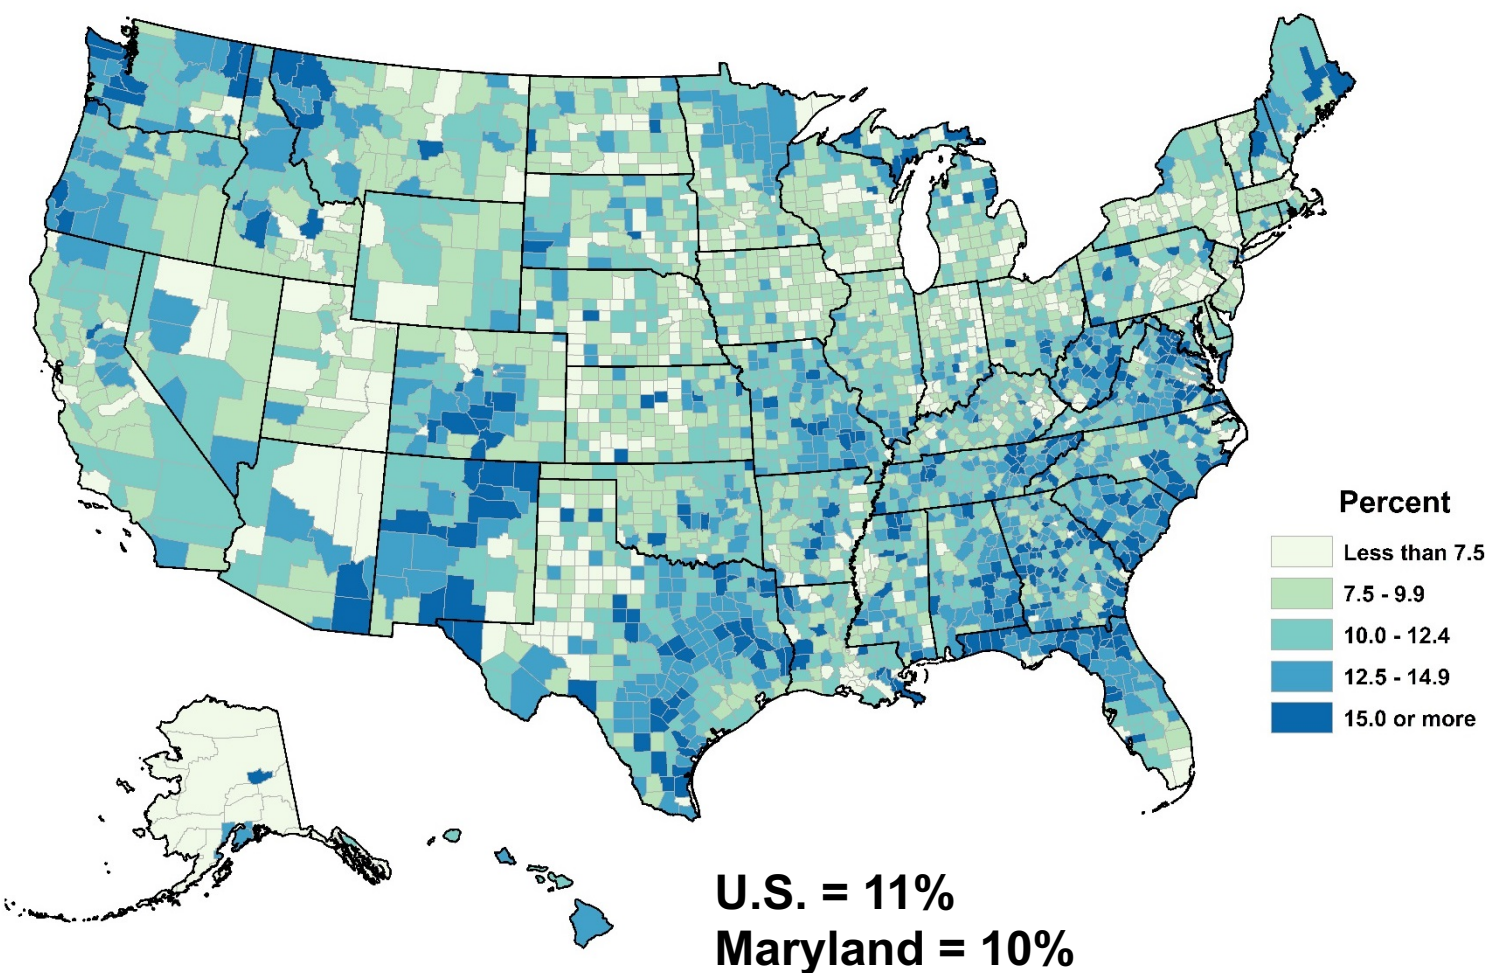 Percent
Less than 7.5
7.5 - 9.9
10.0 - 12.4
12.5 - 14.9
15.0 or more
U.S. = 11%
Maryland = 10%